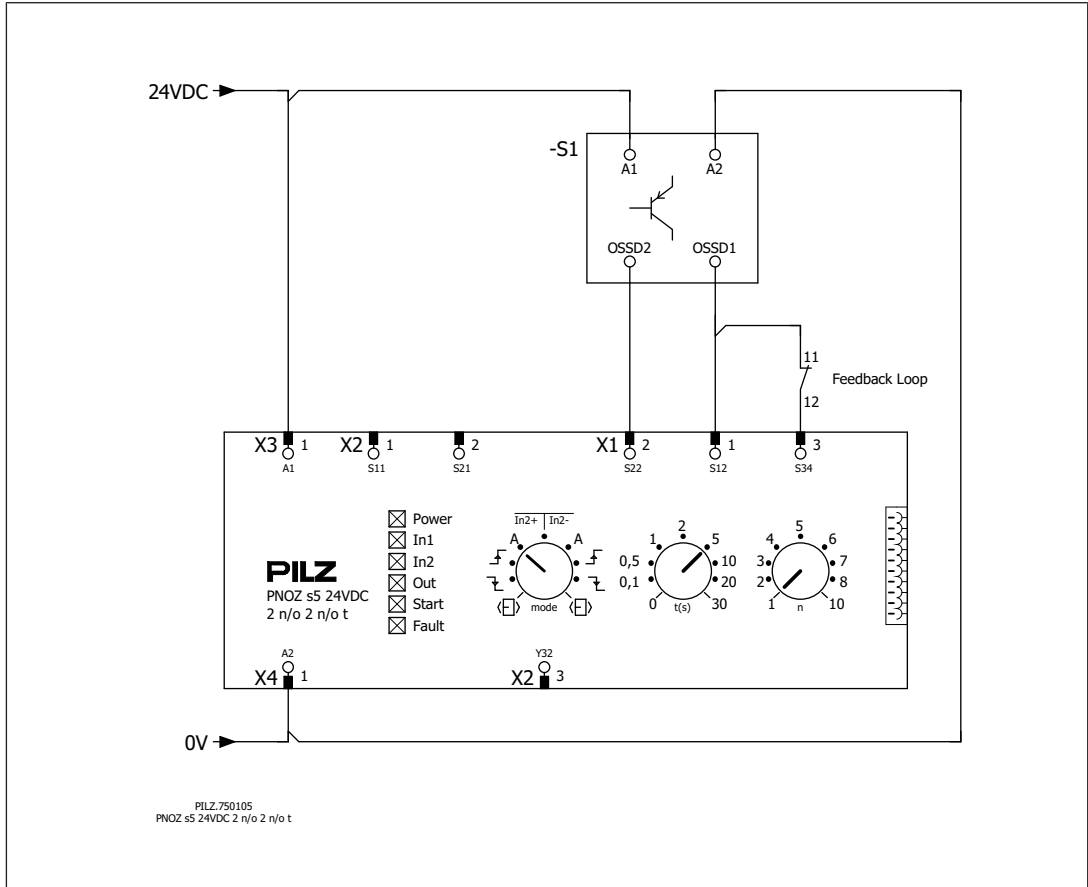 24VDC
-S1
A1 A2
OSSD2 OSSD1
11
Feedback Loop
12
X3 1 X2 1 2 X1 2 1 3
A1 S11 S21 S22 S12 S34
Power
In1
In2
Out
Start
Fault
In2+ In2-
A A
mode
2
1 5
0,5 10
0,1 20
0 t(s) 30
5
4 6
3 7
2 8
1 n 10
PILZ
PNOZ s5 24VDC
2 n/o 2 n/o t
A2 Y32
X4 1 X2 3
0V
PILZ.750105
PNOZ s5 24VDC 2 n/o 2 n/o t